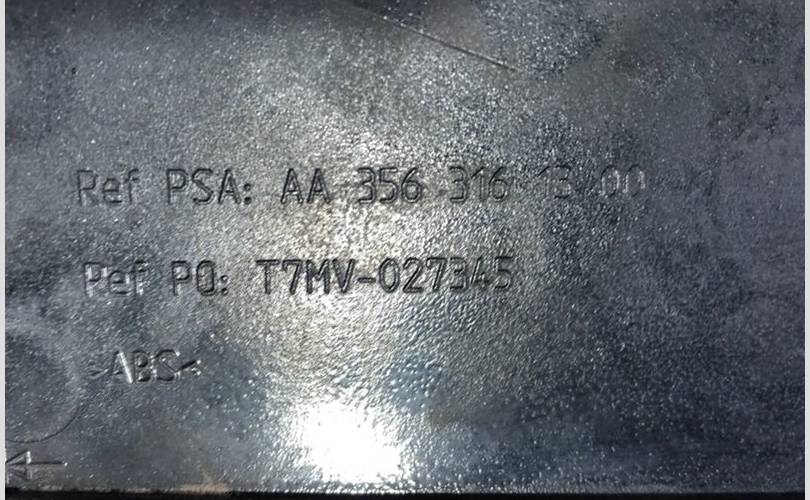 Ref PSA: AA 356 316 13 00
Ref PO: T7MV-027345
>ABS<